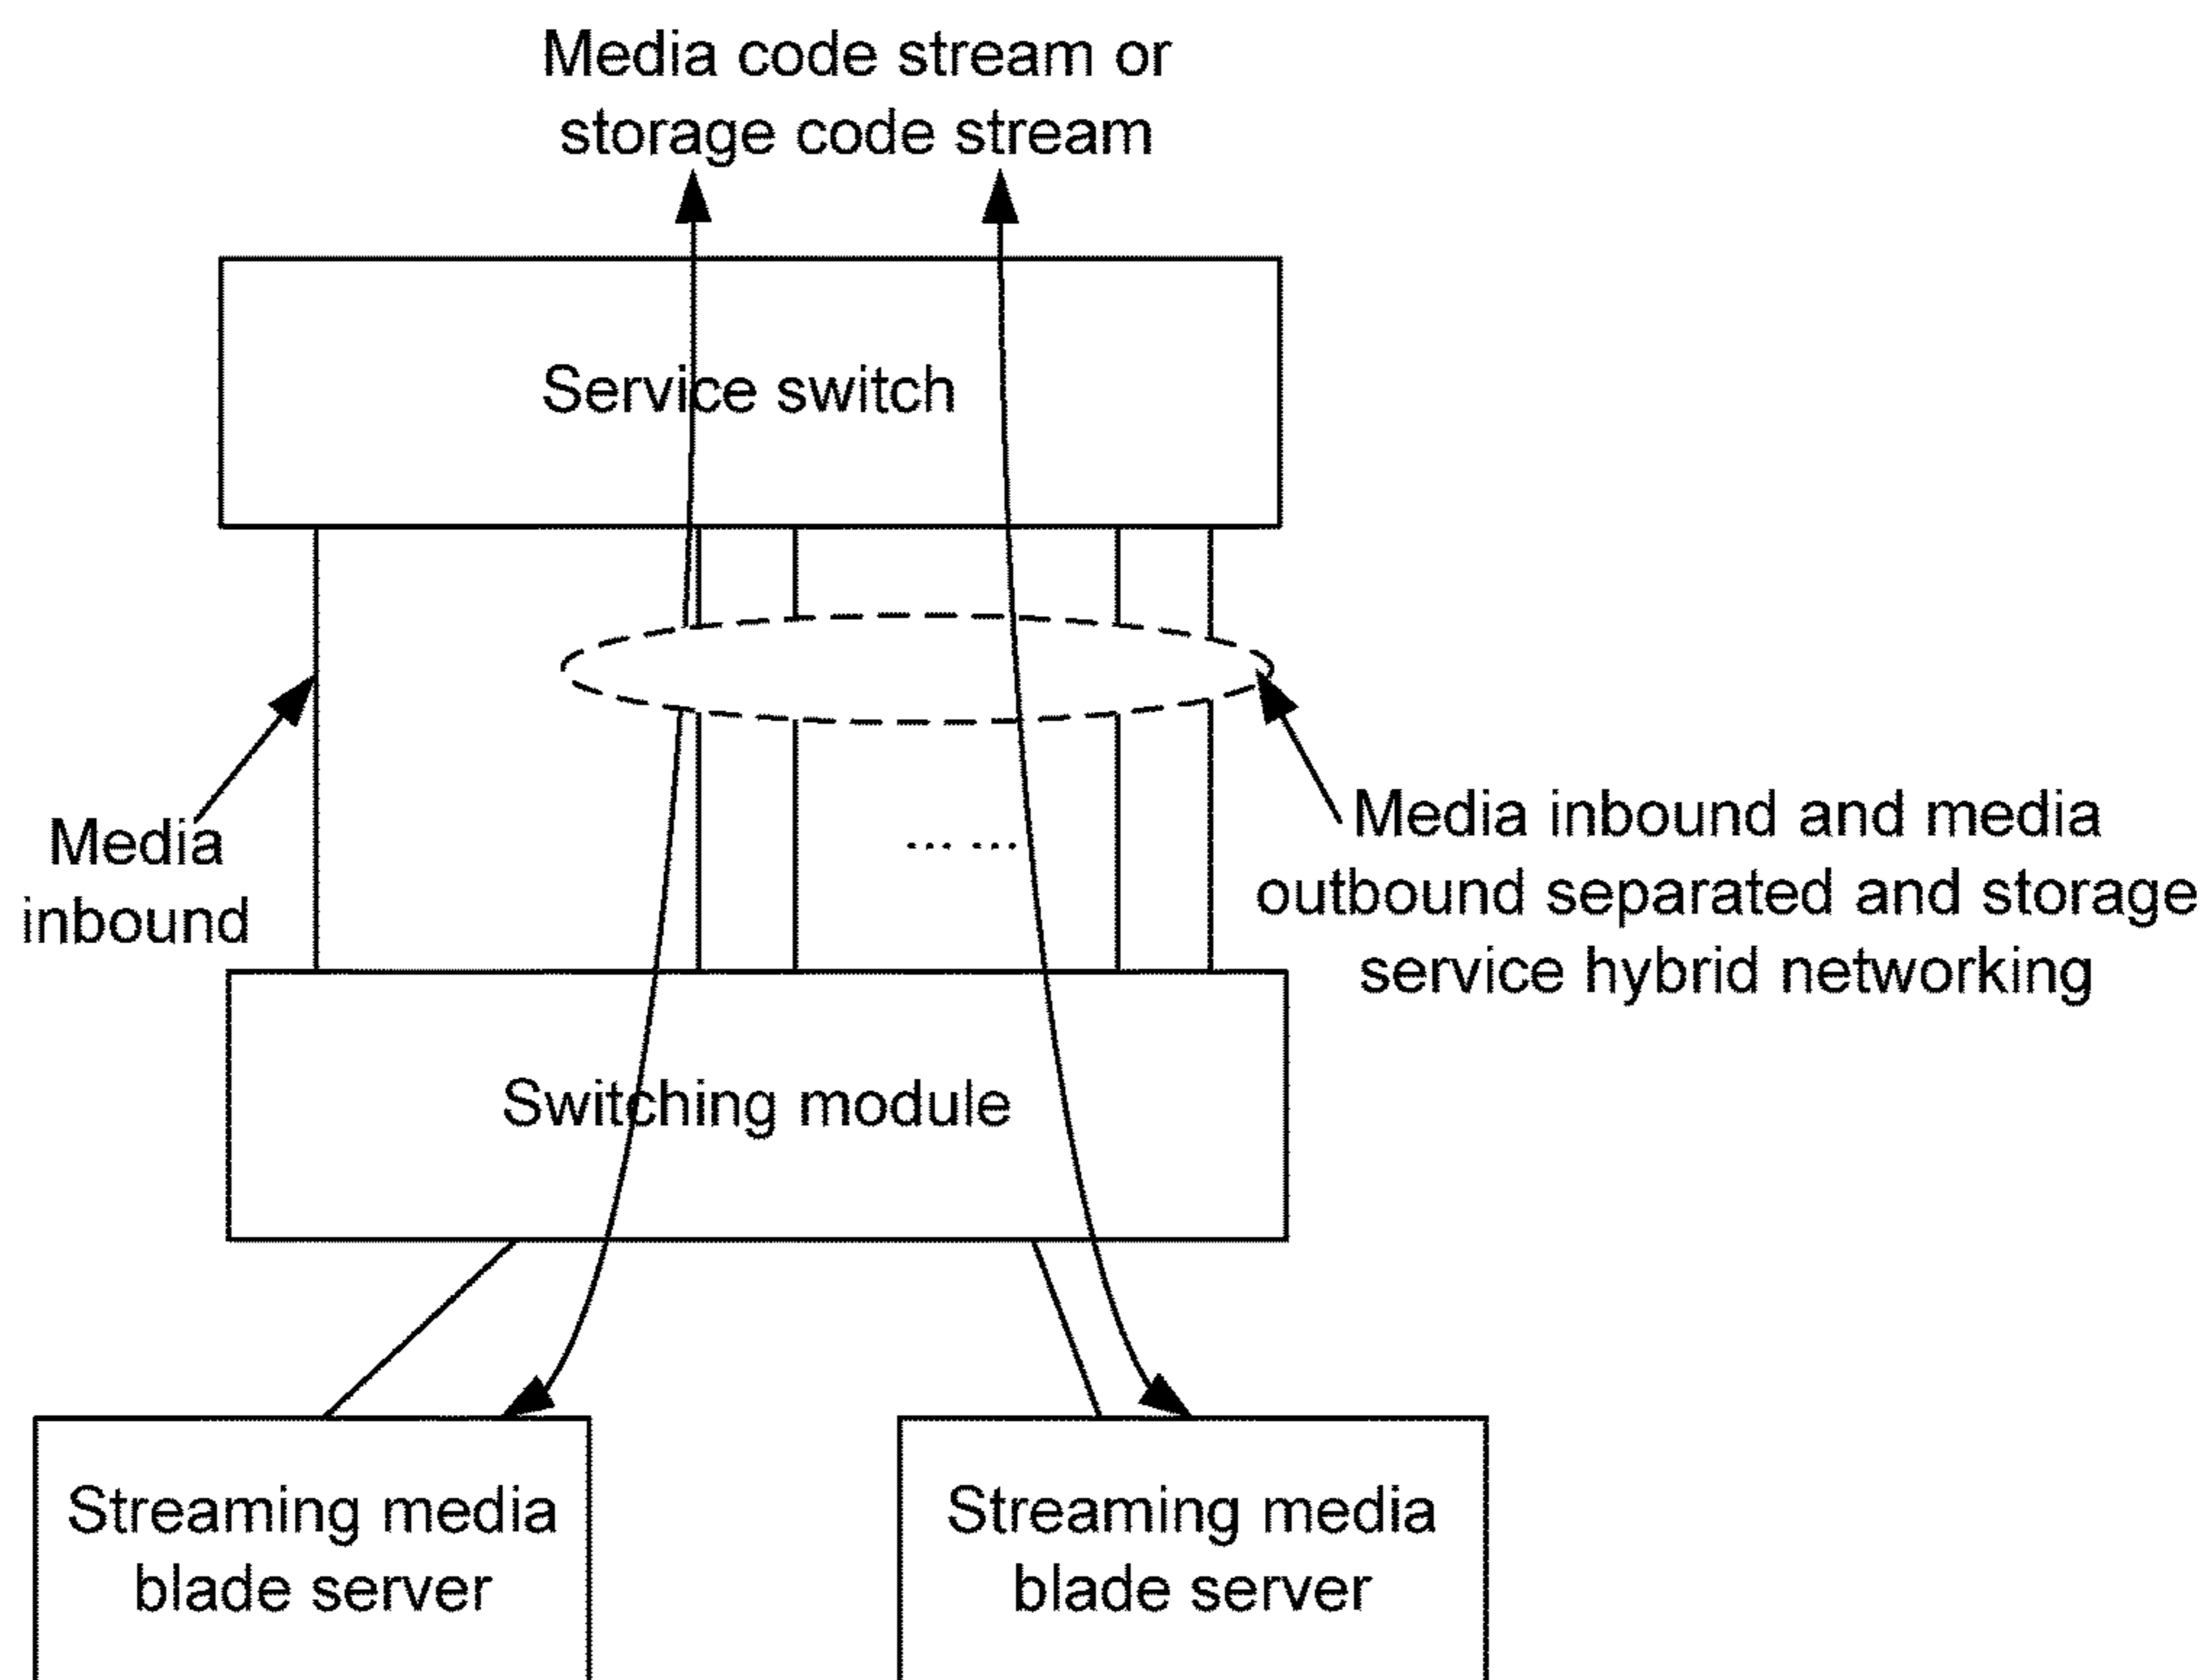 Media code stream or
storage code stream
Service switch
Media
inbound
Media inbound and media
outbound separated and storage
service hybrid networking
... ...
Switching module
Streaming media
blade server
Streaming media
blade server